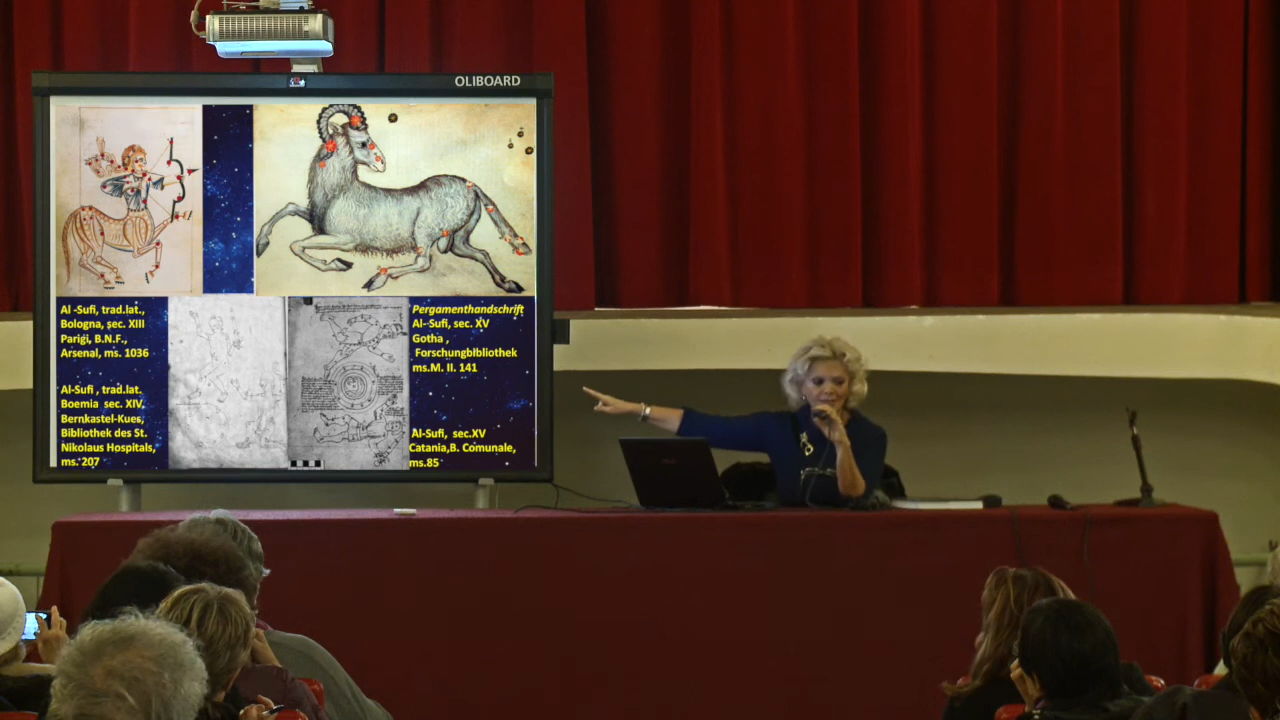 OLIBOARD
Al -Sufi, trad.lat.,
Bologna, sec. XIII
Parigi, B.N.F.,
Arsenal, ms. 1036
Al-Sufi , trad.lat.
Boemia sec. XIV,
Bernkastel-Kues,
Bibliothek des St.
Nikolaus Hospitals,
ms. 207
Pergamenthandschrift
Al--Sufi, sec. XV
Gotha ,
Forschungbibliothek
ms.M. II. 141
Al-Sufi, sec.XV
Catania,B. Comunale,
ms.85